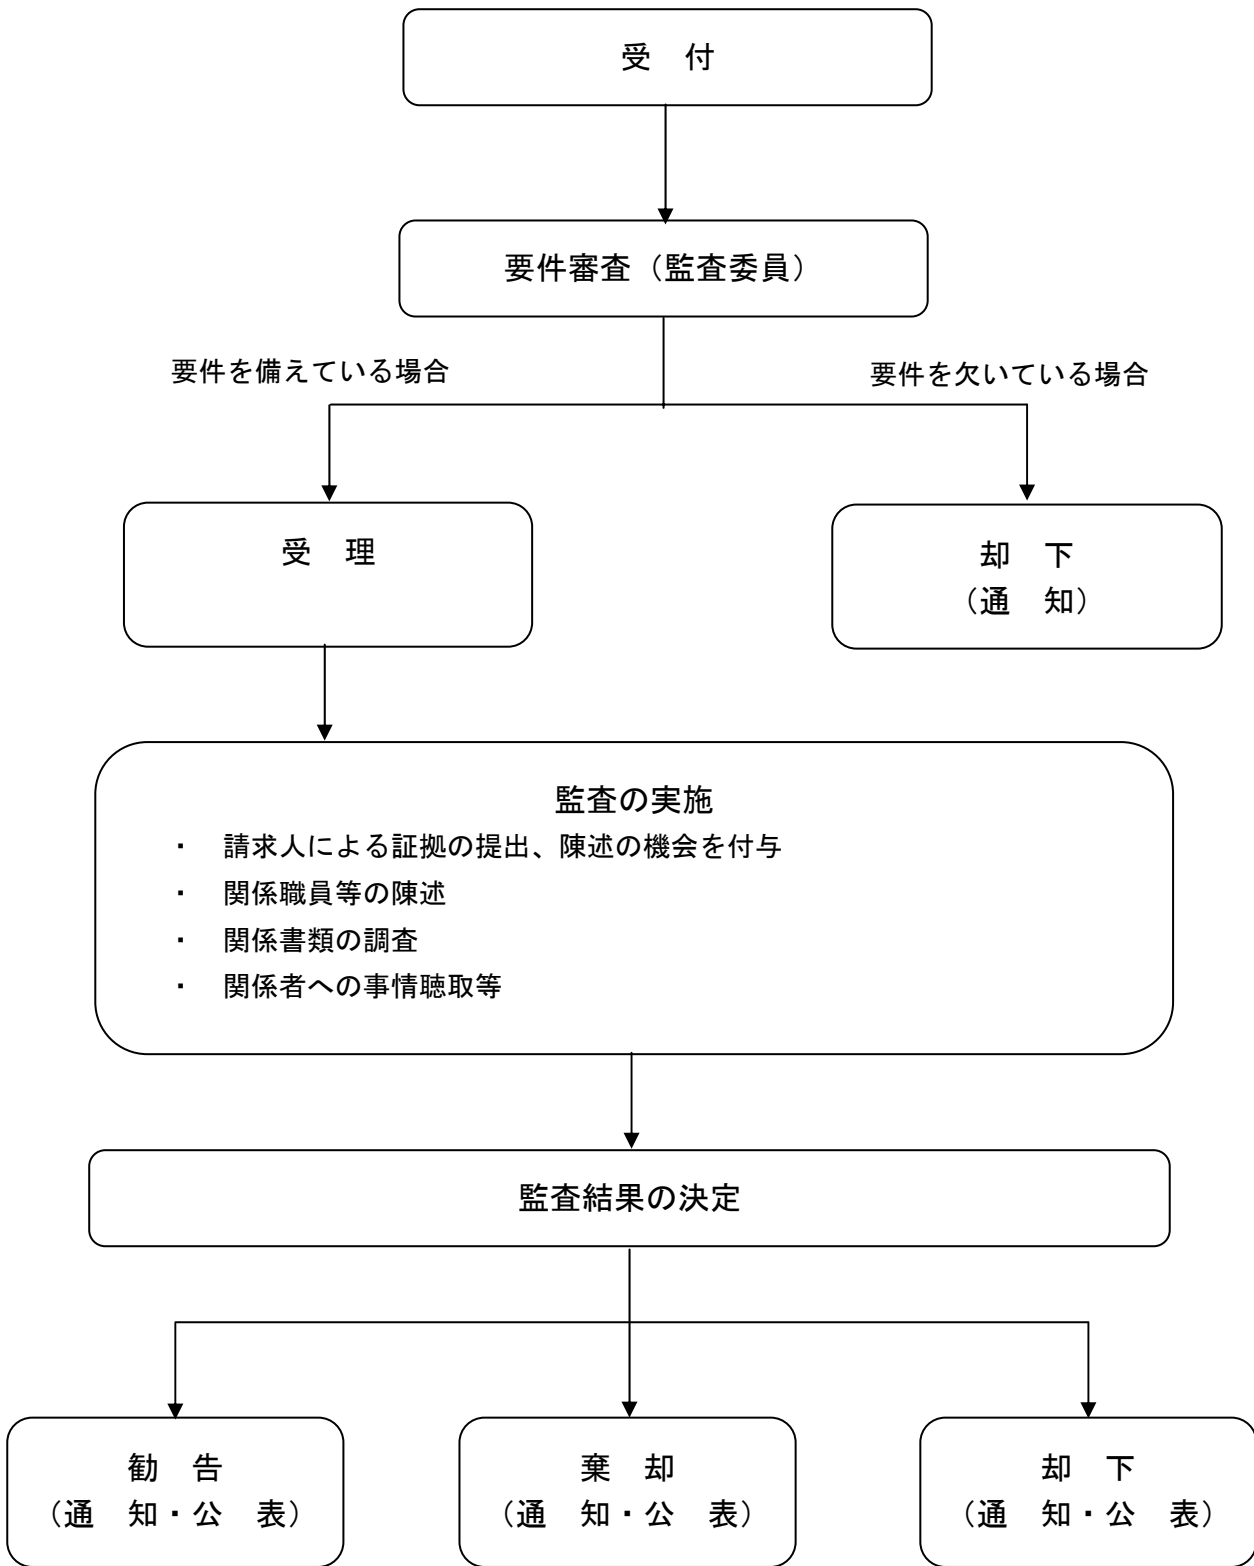 受　付
要件審査（監査委員）
要件を備えている場合
要件を欠いている場合
受　理
却　下
（通　知）
監査の実施
・　請求人による証拠の提出、陳述の機会を付与
・　関係職員等の陳述
・　関係書類の調査
・　関係者への事情聴取等
監査結果の決定
勧　告
（通　知・公　表）
棄　却
（通　知・公　表）
却　下
（通　知・公　表）